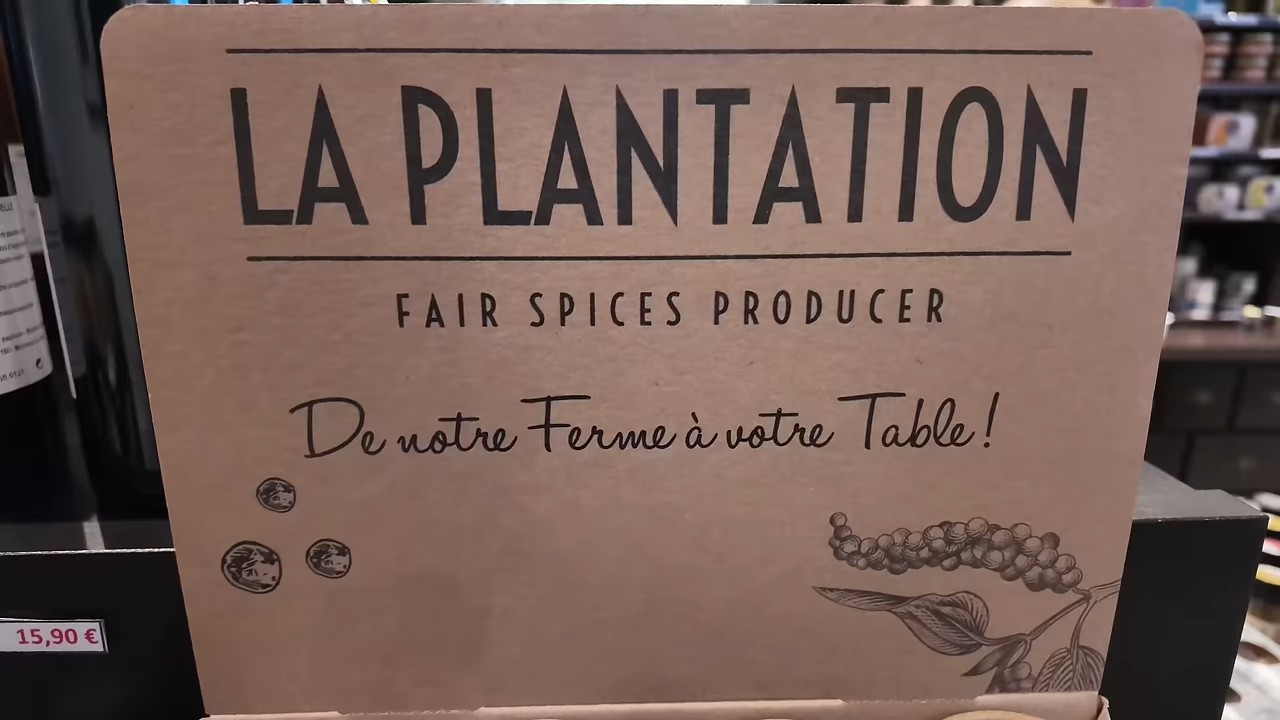 LA PLANTATION
FAIR SPICES PRODUCER
De notre Ferme à votre Table!
15,90 €